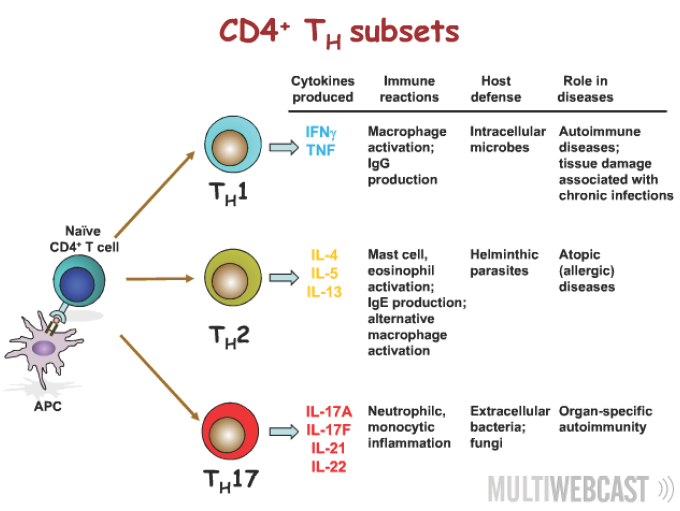 CD4+ TH subsets
Cytokines produced
Immune reactions
Host defense
Role in diseases
IFNγ
TNF
Macrophage
activation;
IgG
production
Intracellular
microbes
Autoimmune
diseases;
tissue damage
associated with
chronic infections
TH1
Naïve
CD4+ T cell
IL-4
IL-5
IL-13
Mast cell,
eosinophil
activation;
IgE production;
alternative
macrophage
activation
Helminthic
parasites
Atopic
(allergic)
diseases
TH2
APC
IL-17A
IL-17F
IL-21
IL-22
Neutrophilic,
monocytic
inflammation
Extracellular
bacteria;
fungi
Organ-specific
autoimmunity
TH17
MULTIWEBCAST